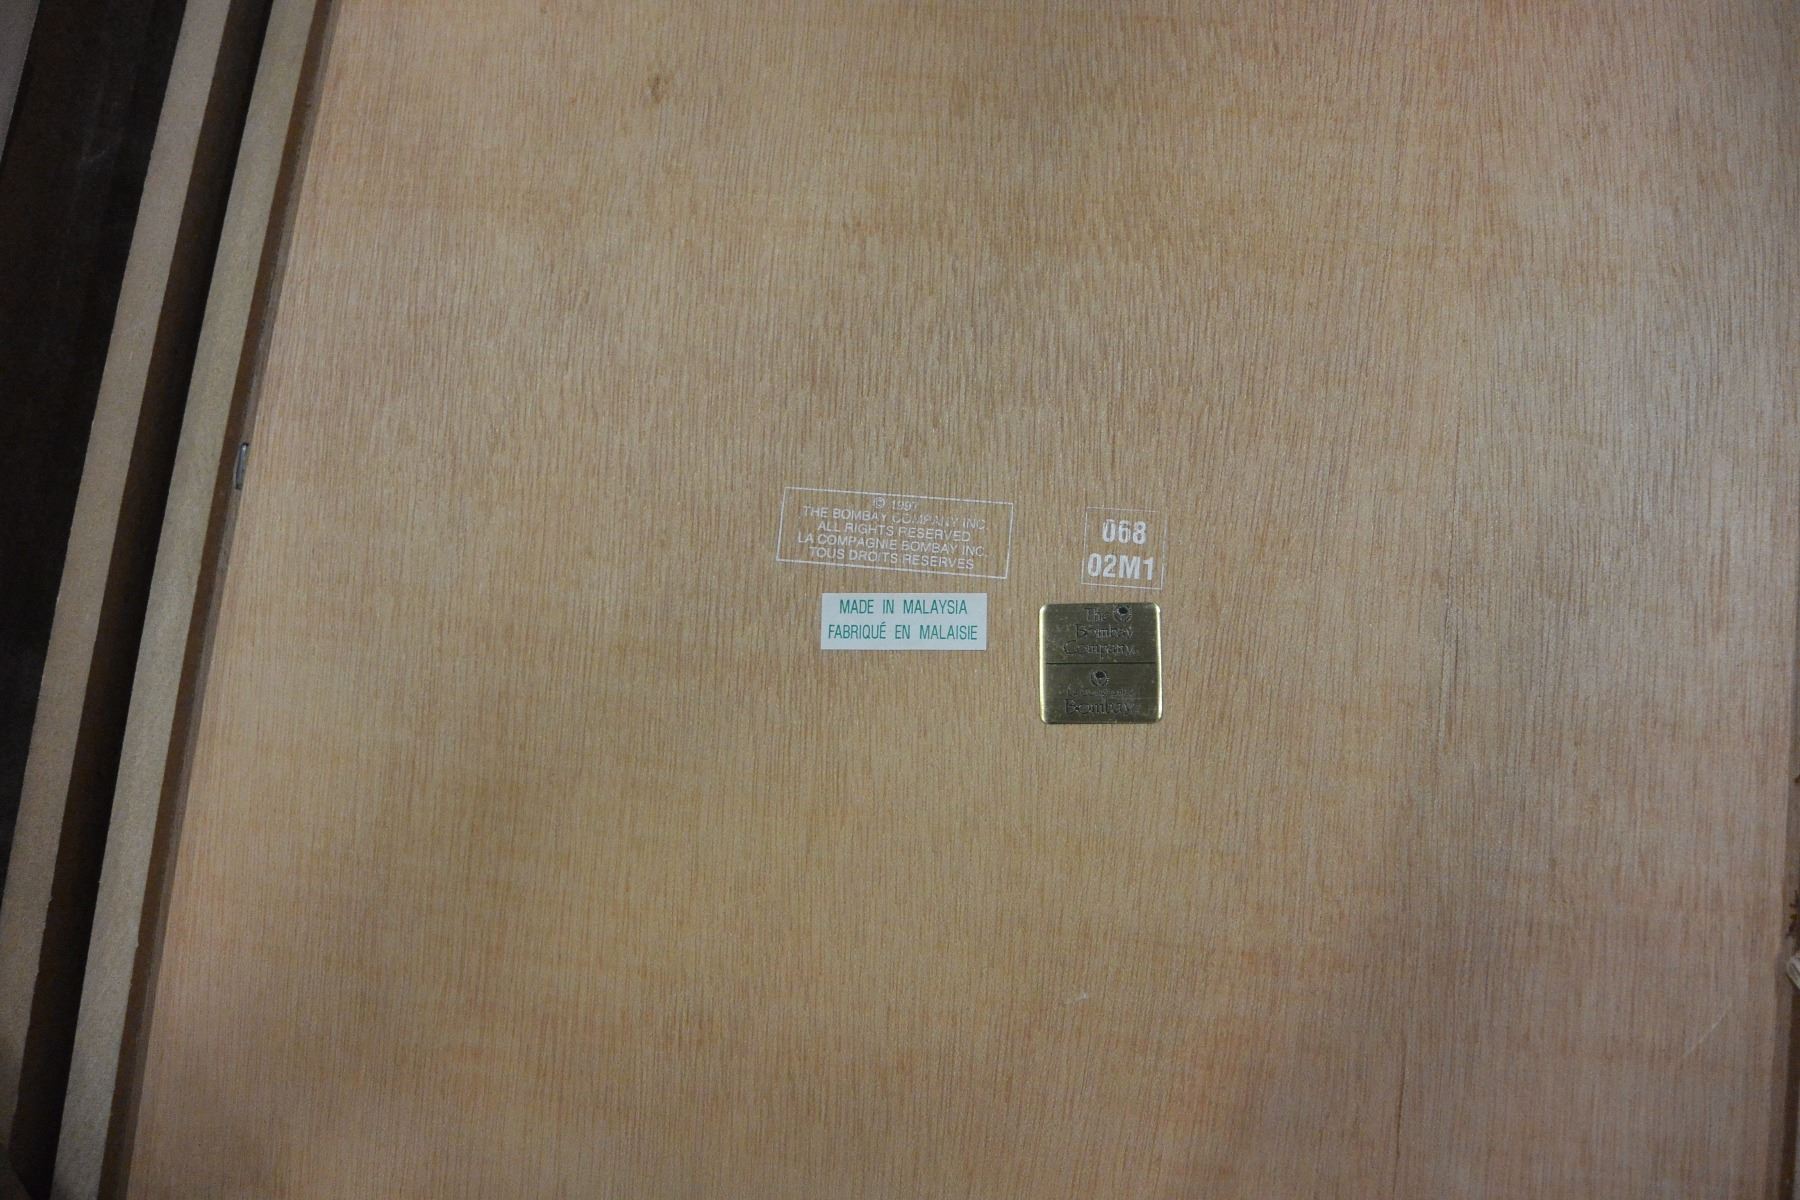 © 1997
THE BOMBAY COMPANY INC.
ALL RIGHTS RESERVED
LA COMPAGNIE BOMBAY INC.
TOUS DROITS RESERVES
068
02M1
MADE IN MALAYSIA
FABRIQUÉ EN MALAISIE
The
Bombay
Company
Bombay